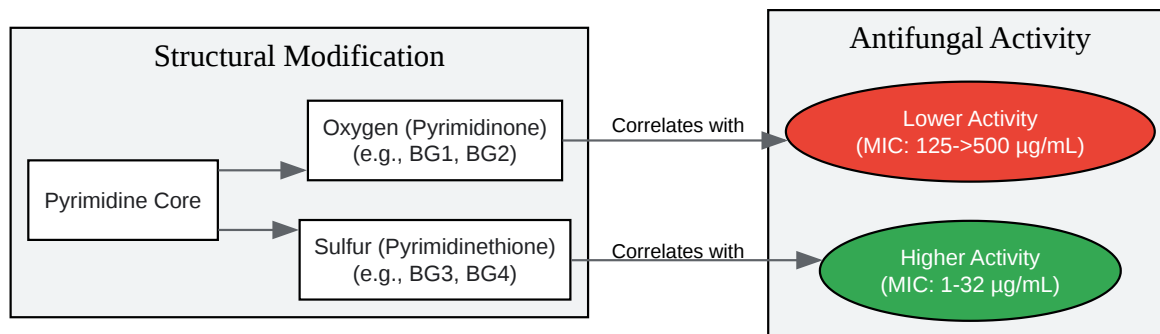 Structural Modification
Pyrimidine Core
Oxygen (Pyrimidinone)
(e.g., BG1, BG2)
Sulfur (Pyrimidinethione)
(e.g., BG3, BG4)
Correlates with
Correlates with
Antifungal Activity
Lower Activity
(MIC: 125->500 µg/mL)
Higher Activity
(MIC: 1-32 µg/mL)